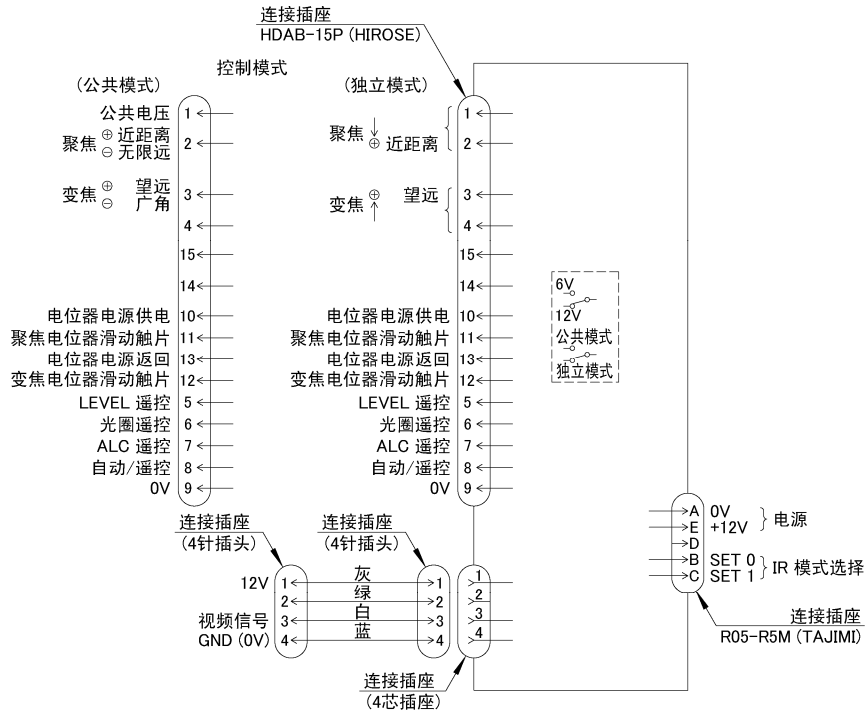 连接插座
HDAB-15P (HIROSE)
控制模式
(公共模式)
公共电压 1
聚焦 ⊕ 近距离 2
⊖ 无限远
变焦 ⊕ 望远 3
⊖ 广角
4
15
14
电位器电源供电 10
聚焦电位器滑动触片 11
电位器电源返回 13
变焦电位器滑动触片 12
LEVEL 遥控 5
光圈遥控 6
ALC 遥控 7
自动/遥控 8
0V 9
(独立模式)
1
聚焦 ⊕ 近距离 2
变焦 ⊕ 望远 3
4
15
14
电位器电源供电 10
聚焦电位器滑动触片 11
电位器电源返回 13
变焦电位器滑动触片 12
LEVEL 遥控 5
光圈遥控 6
ALC 遥控 7
自动/遥控 8
0V 9
6V
12V
公共模式
独立模式
A 0V
E +12V
电源
D
B SET 0
C SET 1
IR 模式选择
连接插座
R05-R5M (TAJIMI)
连接插座
(4针插头)
连接插座
(4针插头)
12V 1 灰 1 1
2 绿 2 2
视频信号 3 白 3 3
GND (0V) 4 蓝 4 4
连接插座
(4芯插座)